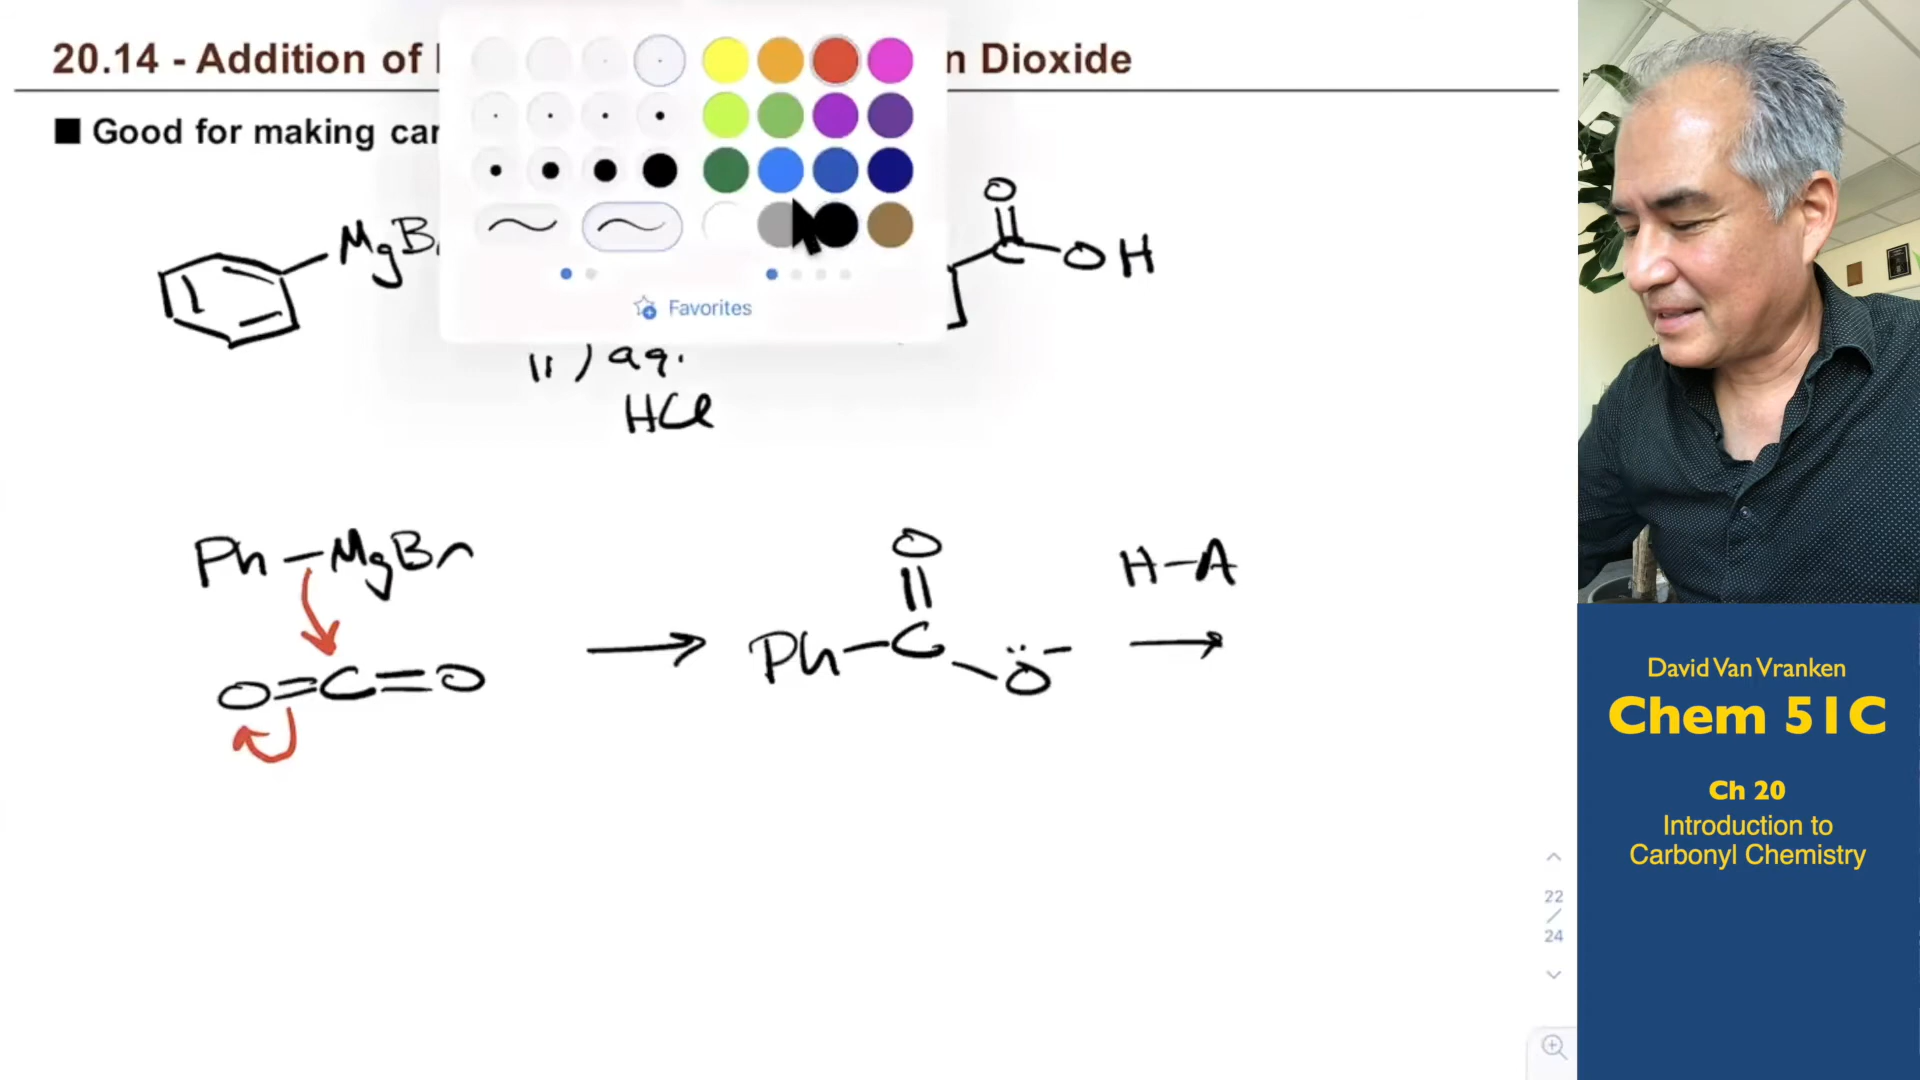 20.14 - Addition of
n Dioxide
■ Good for making car
MgB
O
C
OH
Favorites
II) aq.
HCl
Ph-MgBr
O=C=O
O
Ph-C
Ö-
H-A
22
24
David Van Vranken
Chem 51C
Ch 20
Introduction to
Carbonyl Chemistry